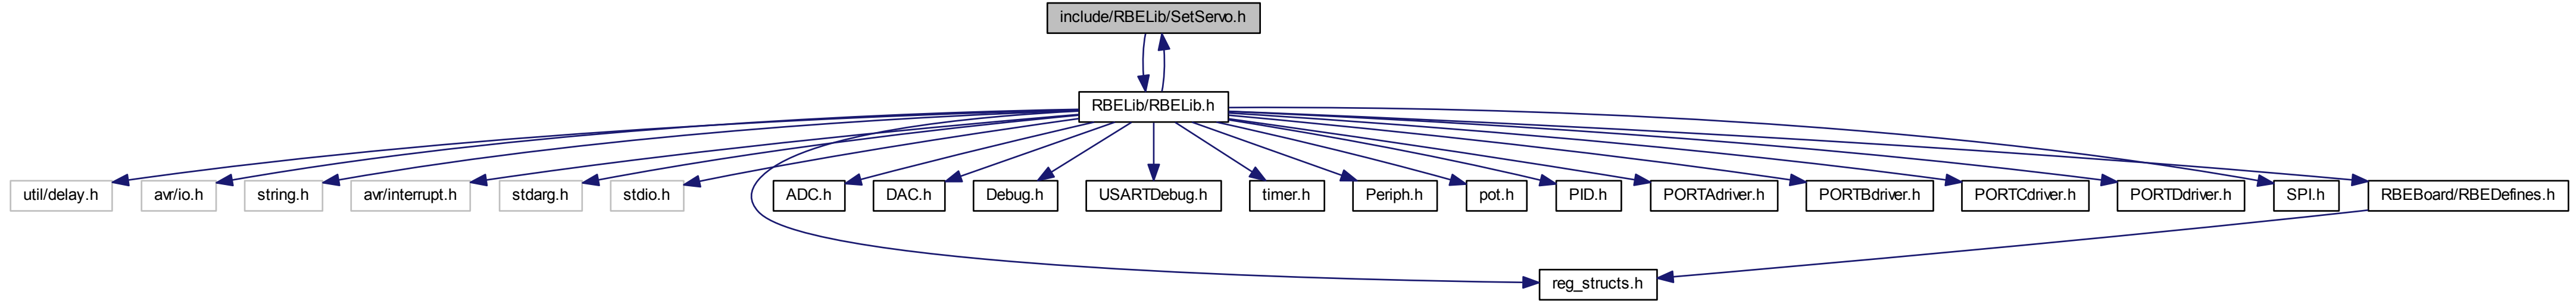 include/RBELib/SetServo.h
RBELib/RBELib.h
util/delay.h
avr/io.h
string.h
avr/interrupt.h
stdarg.h
stdio.h
ADC.h
DAC.h
Debug.h
USARTDebug.h
timer.h
Periph.h
pot.h
PID.h
PORTAdriver.h
PORTBdriver.h
PORTCdriver.h
PORTDdriver.h
SPI.h
RBEBoard/RBEDefines.h
reg_structs.h